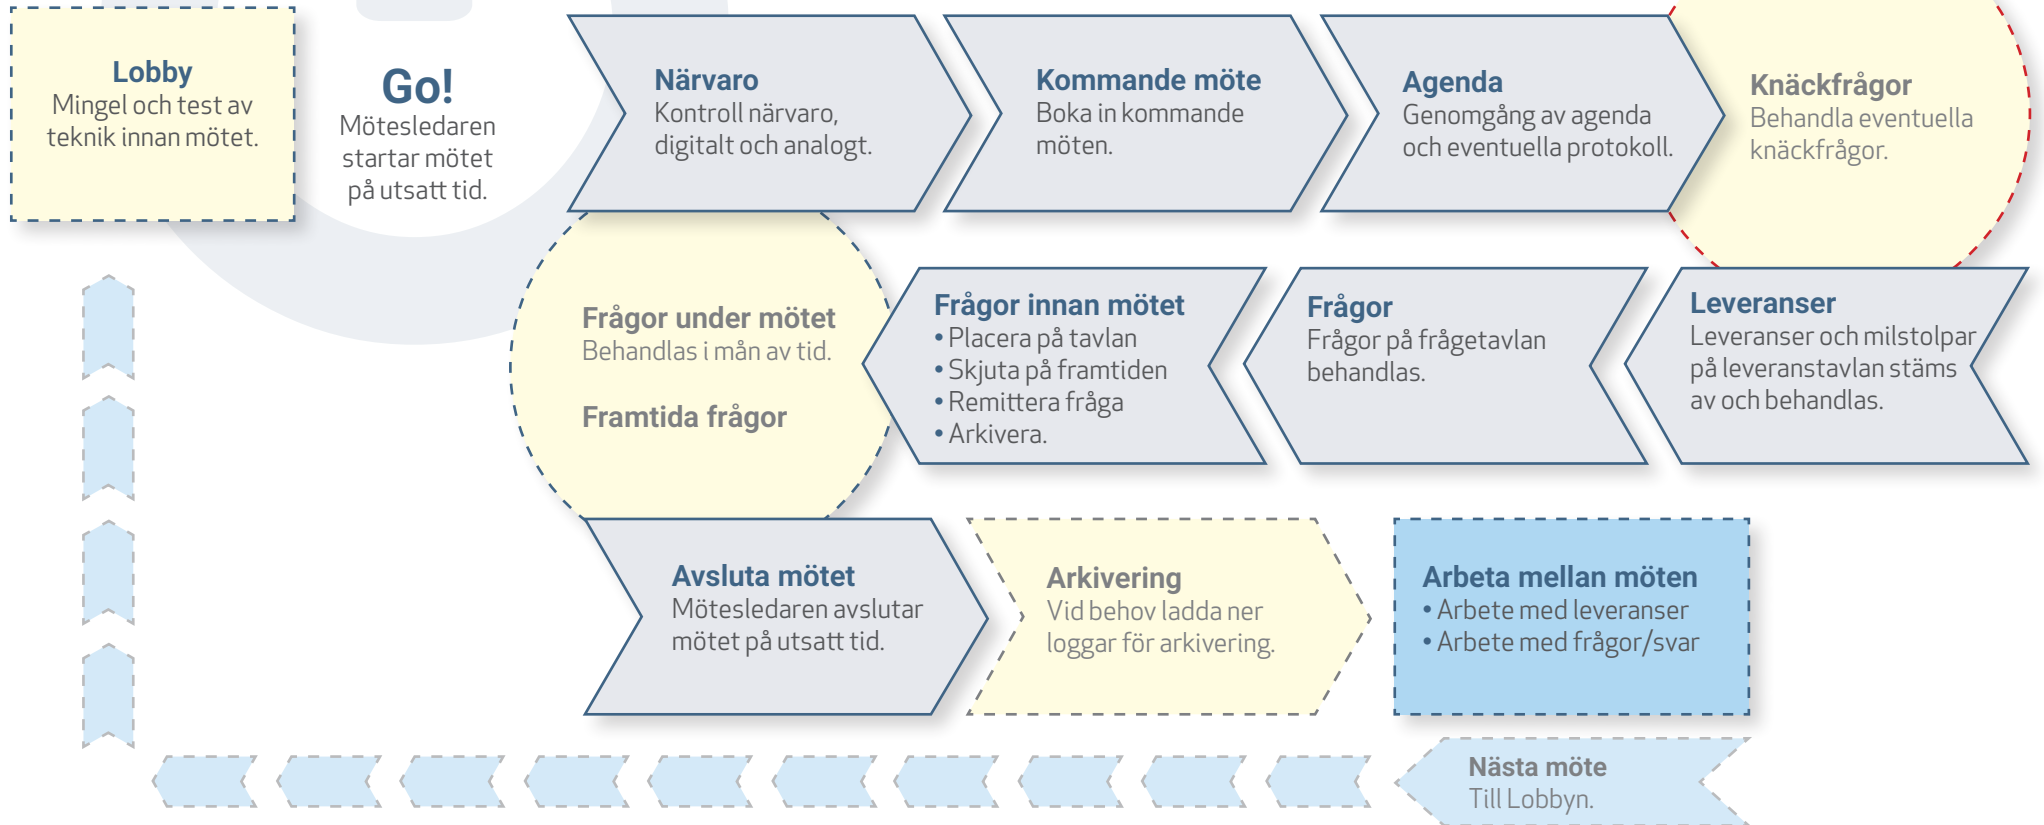 Lobby
Mingel och test av
teknik innan mötet.
Go!
Mötesledaren
startar mötet
på utsatt tid.
Närvaro
Kontroll närvaro,
digitalt och analogt.
Kommande möte
Boka in kommande
möten.
Agenda
Genomgång av agenda
och eventuella protokoll.
Knäckfrågor
Behandla eventuella
knäckfrågor.
Leveranser
Leveranser och milstolpar
på leveranstavlan stäms
av och behandlas.
Frågor
Frågor på frågetavlan
behandlas.
Frågor innan mötet
• Placera på tavlan
• Skjuta på framtiden
• Remittera fråga
• Arkivera.
Frågor under mötet
Behandlas i mån av tid.
Framtida frågor
Avsluta mötet
Mötesledaren avslutar
mötet på utsatt tid.
Arkivering
Vid behov ladda ner
loggar för arkivering.
Arbeta mellan möten
• Arbete med leveranser
• Arbete med frågor/svar
Nästa möte
Till Lobbyn.